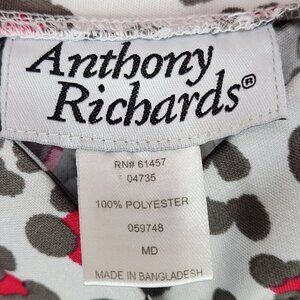 Anthony
Richards®
RN# 61457
04735
100% POLYESTER
059748
MD
MADE IN BANGLADESH